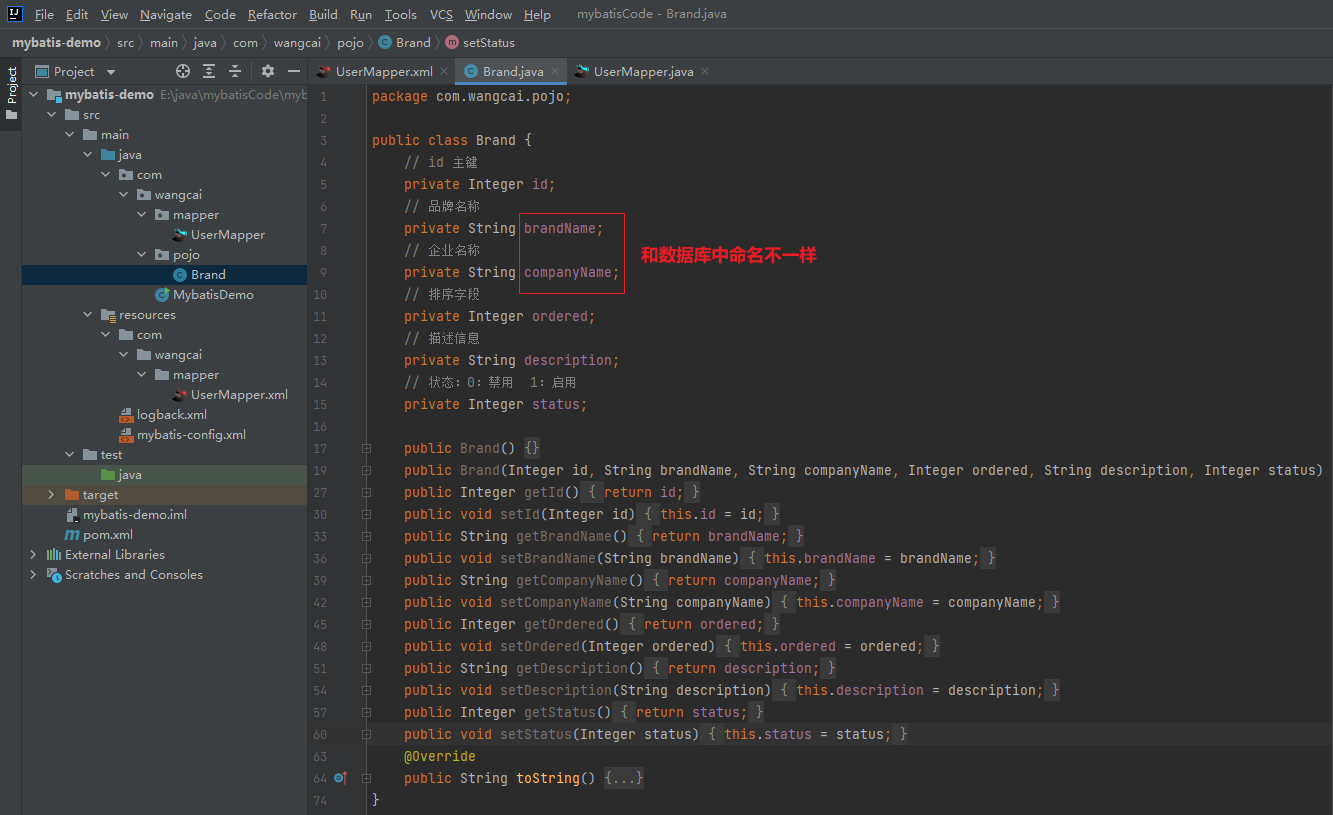 File Edit View Navigate Code Refactor Build Run Tools VCS Window Help mybatisCode - Brand.java
mybatis-demo src main java com wangcai pojo Brand setStatus
Project
Project
UserMapper.xml Brand.java UserMapper.java
mybatis-demo E:\java\mybatisCode\myb
src
main
java
com
wangcai
mapper
UserMapper
pojo
Brand
MybatisDemo
resources
com
wangcai
mapper
UserMapper.xml
logback.xml
mybatis-config.xml
test
java
target
mybatis-demo.iml
pom.xml
External Libraries
Scratches and Consoles
1 package com.wangcai.pojo;
2
3 public class Brand {
4 // id 主键
5 private Integer id;
6 // 品牌名称
7 private String brandName;
8 // 企业名称
和数据库中命名不一样
9 private String companyName;
10 // 排序字段
11 private Integer ordered;
12 // 描述信息
13 private String description;
14 // 状态：0：禁用 1：启用
15 private Integer status;
16
17 public Brand() {}
19 public Brand(Integer id, String brandName, String companyName, Integer ordered, String description, Integer status)
27 public Integer getId() { return id; }
30 public void setId(Integer id) { this.id = id; }
33 public String getBrandName() { return brandName; }
36 public void setBrandName(String brandName) { this.brandName = brandName; }
39 public String getCompanyName() { return companyName; }
42 public void setCompanyName(String companyName) { this.companyName = companyName; }
45 public Integer getOrdered() { return ordered; }
48 public void setOrdered(Integer ordered) { this.ordered = ordered; }
51 public String getDescription() { return description; }
54 public void setDescription(String description) { this.description = description; }
57 public Integer getStatus() { return status; }
60 public void setStatus(Integer status) { this.status = status; }
63 @Override
64 public String toString() {...}
74 }